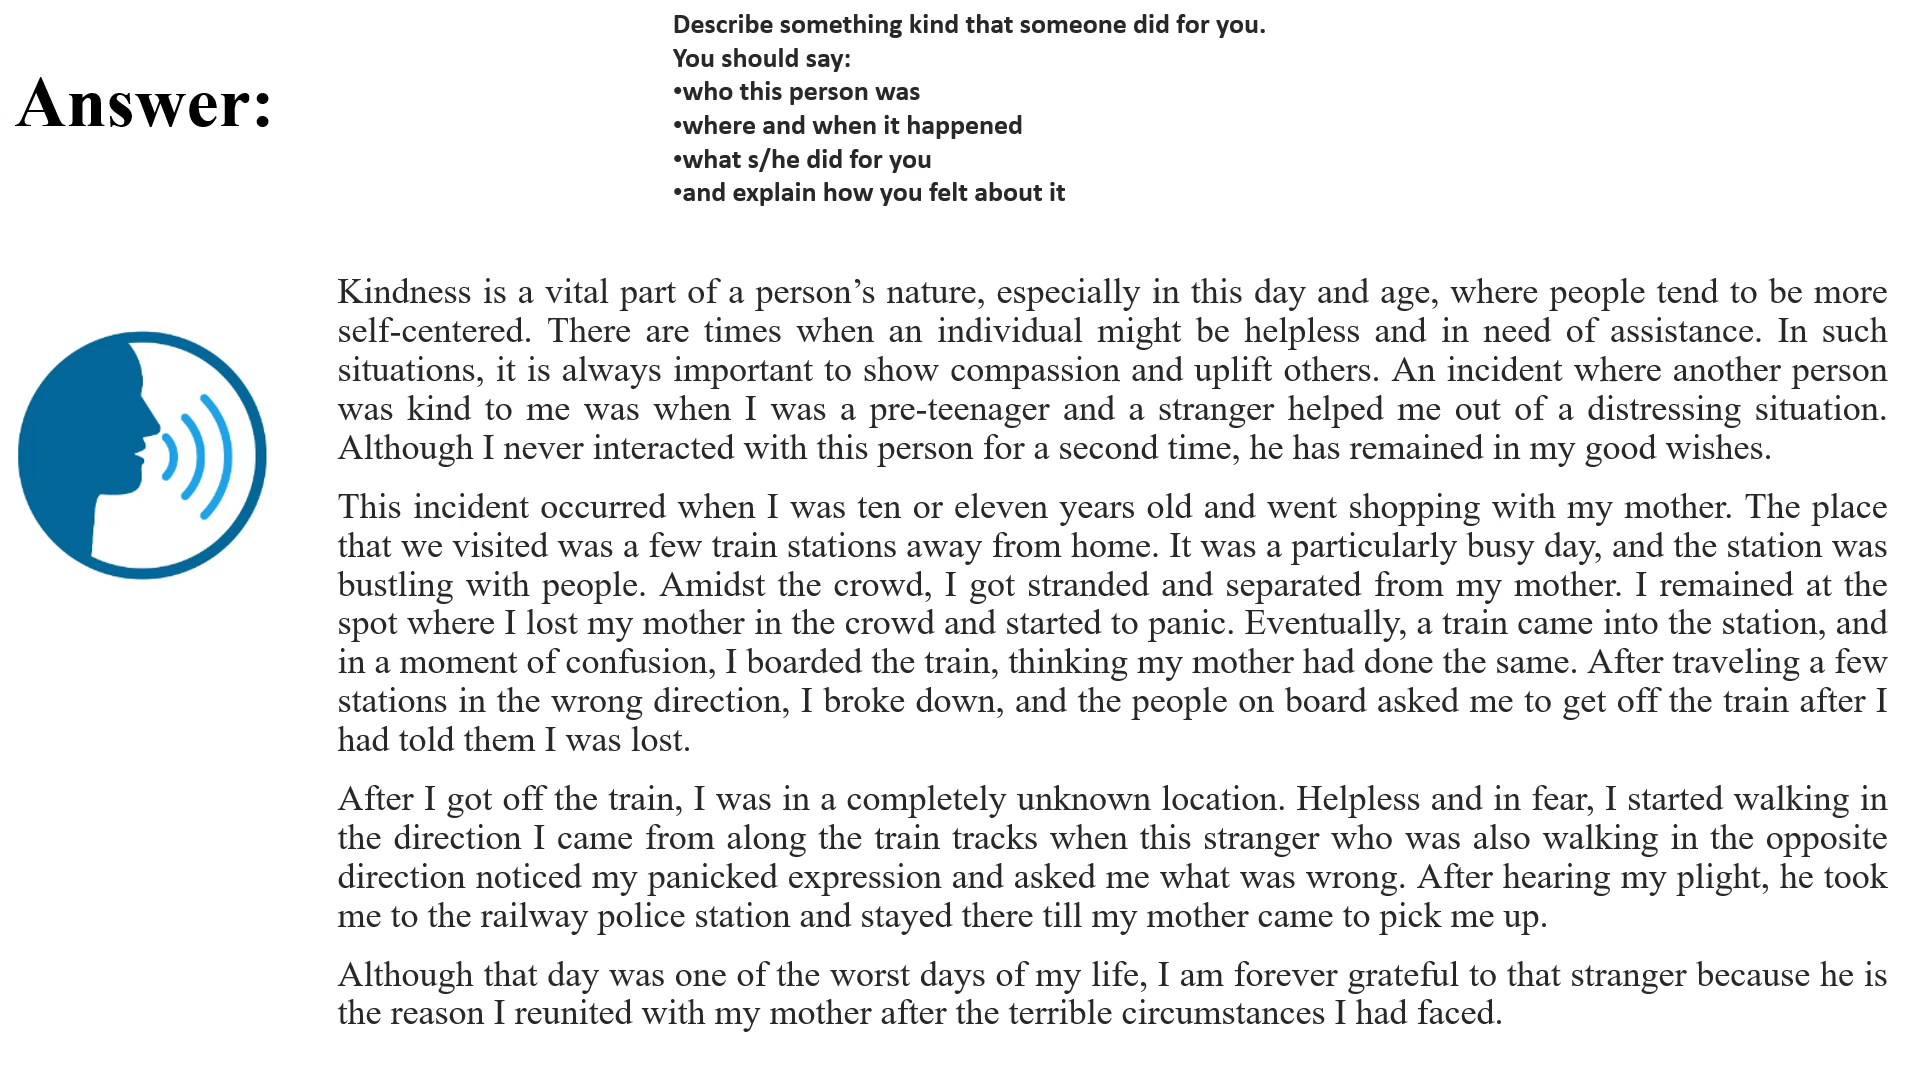 Describe something kind that someone did for you.
You should say:
•who this person was
•where and when it happened
•what s/he did for you
•and explain how you felt about it
Answer:
Kindness is a vital part of a person’s nature, especially in this day and age, where people tend to be more
self-centered. There are times when an individual might be helpless and in need of assistance. In such
situations, it is always important to show compassion and uplift others. An incident where another person
was kind to me was when I was a pre-teenager and a stranger helped me out of a distressing situation.
Although I never interacted with this person for a second time, he has remained in my good wishes.
This incident occurred when I was ten or eleven years old and went shopping with my mother. The place
that we visited was a few train stations away from home. It was a particularly busy day, and the station was
bustling with people. Amidst the crowd, I got stranded and separated from my mother. I remained at the
spot where I lost my mother in the crowd and started to panic. Eventually, a train came into the station, and
in a moment of confusion, I boarded the train, thinking my mother had done the same. After traveling a few
stations in the wrong direction, I broke down, and the people on board asked me to get off the train after I
had told them I was lost.
After I got off the train, I was in a completely unknown location. Helpless and in fear, I started walking in
the direction I came from along the train tracks when this stranger who was also walking in the opposite
direction noticed my panicked expression and asked me what was wrong. After hearing my plight, he took
me to the railway police station and stayed there till my mother came to pick me up.
Although that day was one of the worst days of my life, I am forever grateful to that stranger because he is
the reason I reunited with my mother after the terrible circumstances I had faced.